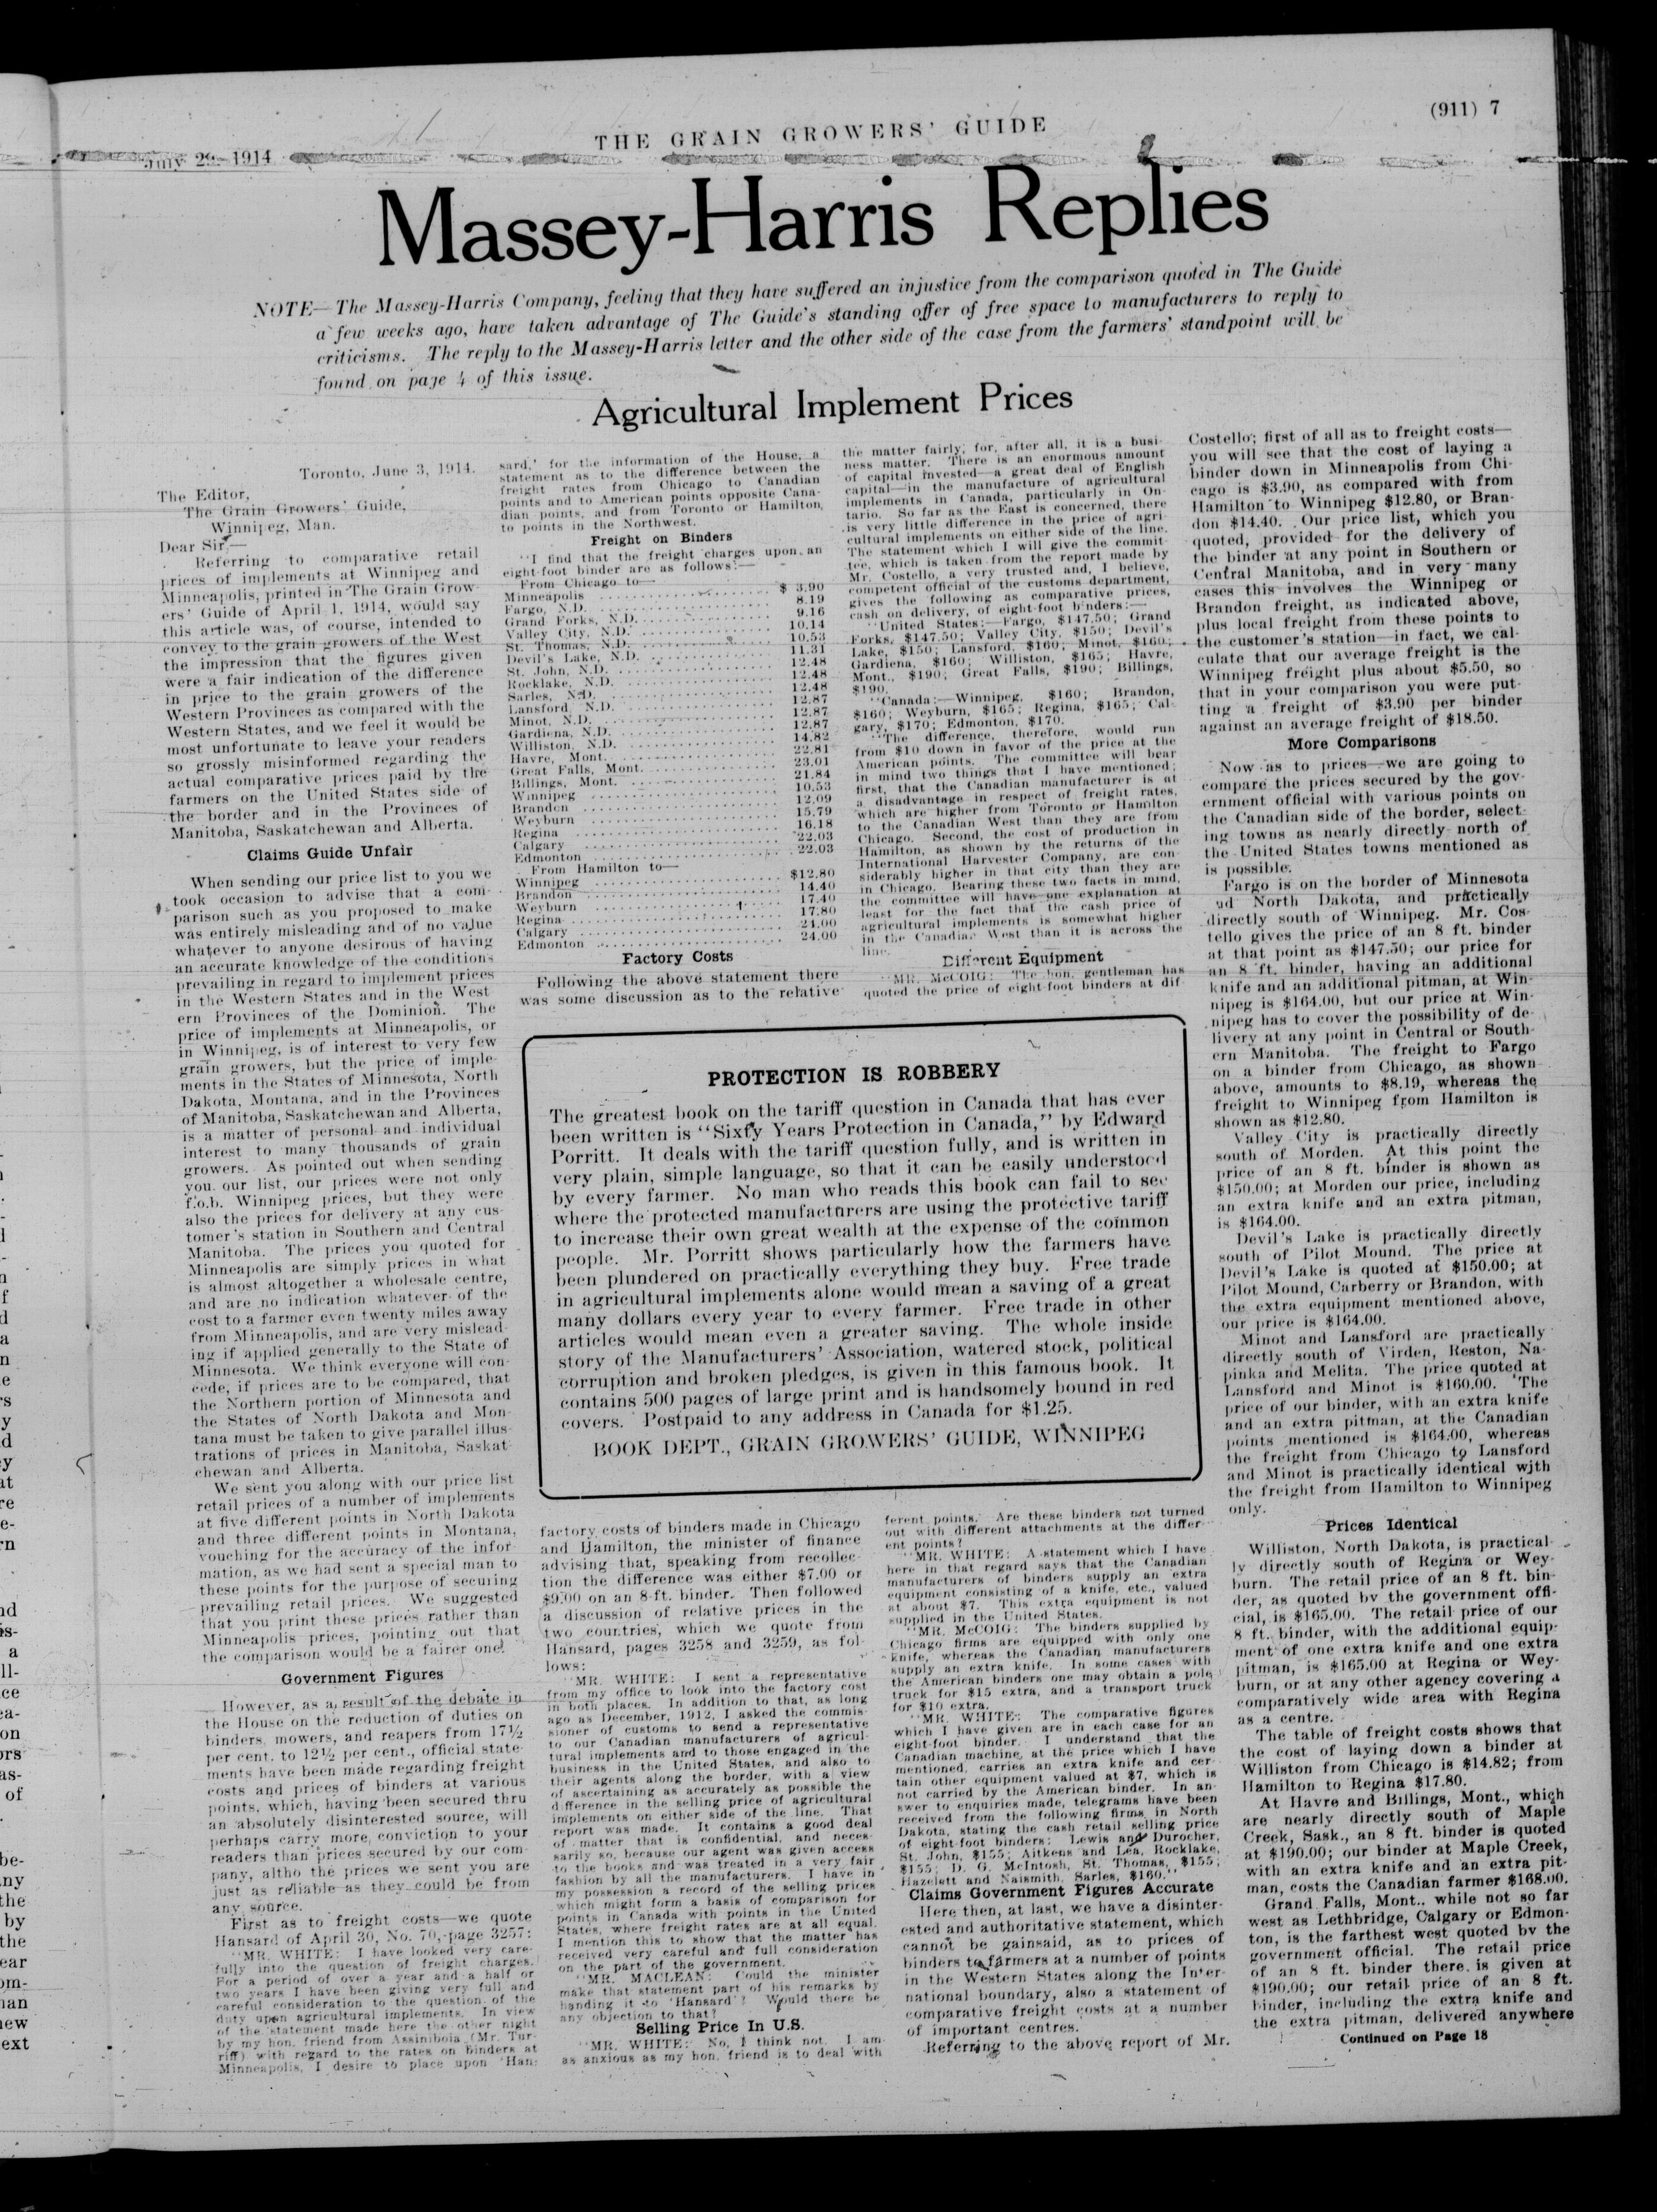 (911) 7
THE GRAIN GROWERS' GUIDE
July 29, 1914
Massey-Harris Replies
NOTE—The Massey-Harris Company, feeling that they have suffered an injustice from the comparison quoted in The Guide
a few weeks ago, have taken advantage of The Guide's standing offer of free space to manufacturers to reply to
criticisms. The reply to the Massey-Harris letter and the other side of the case from the farmers' standpoint will be
found on page 4 of this issue.
Agricultural Implement Prices
Toronto, June 3, 1914.
The Editor,
The Grain Growers' Guide,
Winnipeg, Man.
Dear Sir,—
Referring to comparative retail
prices of implements at Winnipeg and
Minneapolis, printed in The Grain Grow-
ers' Guide of April 1, 1914, would say
this article was, of course, intended to
convey to the grain growers of the West
the impression that the figures given
were a fair indication of the difference
in price to the grain growers of the
Western Provinces as compared with the
Western States, and we feel it would be
most unfortunate to leave your readers
so grossly misinformed regarding the
actual comparative prices paid by the
farmers on the United States side of
the border and in the Provinces of
Manitoba, Saskatchewan and Alberta.
Claims Guide Unfair
When sending our price list to you we
took occasion to advise that a com-
parison such as you proposed to make
was entirely misleading and of no value
whatever to anyone desirous of having
an accurate knowledge of the conditions
prevailing in regard to implement prices
in the Western States and in the West
ern Provinces of the Dominion. The
price of implements at Minneapolis, or
in Winnipeg, is of interest to very few
grain growers, but the price of imple-
ments in the States of Minnesota, North
Dakota, Montana, and in the Provinces
of Manitoba, Saskatchewan and Alberta,
is a matter of personal and individual
interest to many thousands of grain
growers. As pointed out when sending
you our list, our prices were not only
f.o.b. Winnipeg prices, but they were
also the prices for delivery at any cus-
tomer's station in Southern and Central
Manitoba. The prices you quoted for
Minneapolis are simply prices in what
is almost altogether a wholesale centre,
and are no indication whatever of the
cost to a farmer even twenty miles away
from Minneapolis, and are very mislead-
ing if applied generally to the State of
Minnesota. We think everyone will con-
cede, if prices are to be compared, that
the Northern portion of Minnesota and
the States of North Dakota and Mon-
tana must be taken to give parallel illus-
trations of prices in Manitoba, Saskat-
chewan and Alberta.
We sent you along with our price list
retail prices of a number of implements
at five different points in North Dakota
and three different points in Montana,
vouching for the accuracy of the infor-
mation, as we had sent a special man to
these points for the purpose of securing
prevailing retail prices. We suggested
that you print these prices rather than
Minneapolis prices, pointing out that
the comparison would be a fairer one.
Government Figures
However, as a result of the debate in
the House on the reduction of duties on
binders, mowers, and reapers from 17½
per cent. to 12½ per cent., official state-
ments have been made regarding freight
costs and prices of binders at various
points, which, having been secured thru
an absolutely disinterested source, will
perhaps carry more conviction to your
readers than prices secured by our com-
pany, altho the prices we sent you are
just as reliable as they could be from
any source.
First as to freight costs—we quote
Hansard of April 30, No. 70, page 3257:
"MR. WHITE: I have looked very care-
fully into the question of freight charges.
For a period of over a year and a half or
two years I have been giving very full and
careful consideration to the question of the
duty upon agricultural implements. In view
of the statement made here the other night
by my hon. friend from Assiniboia (Mr. Tur-
riff) with regard to the rates on binders at
Minneapolis, I desire to place upon 'Han-
sard,' for the information of the House, a
statement as to the difference between the
freight rates from Chicago to Canadian
points and to American points opposite Cana-
dian points, and from Toronto or Hamilton,
to points in the Northwest.
Freight on Binders
"I find that the freight charges upon an
eight-foot binder are as follows:—
From Chicago to—
Minneapolis $ 3.90
Fargo, N.D. 8.19
Grand Forks, N.D. 9.16
Valley City, N.D. 10.14
St. Thomas, N.D. 10.53
Devil's Lake, N.D. 11.31
St. John, N.D. 12.48
Rocklake, N.D. 12.48
Sarles, N.D. 12.48
Lansford, N.D. 12.87
Minot, N.D. 12.87
Gardiena, N.D. 12.87
Williston, N.D. 14.82
Havre, Mont. 22.81
Great Falls, Mont. 23.01
Billings, Mont. 21.84
Winnipeg 10.53
Brandon 12.09
Weyburn 15.79
Regina 16.18
Calgary 22.03
Edmonton 22.03
From Hamilton to—
Winnipeg $12.80
Brandon 14.40
Weyburn 17.40
Regina 17.80
Calgary 24.00
Edmonton 24.00
Factory Costs
Following the above statement there
was some discussion as to the relative
factory costs of binders made in Chicago
and Hamilton, the minister of finance
advising that, speaking from recollec-
tion the difference was either $7.00 or
$9.00 on an 8-ft. binder. Then followed
a discussion of relative prices in the
two countries, which we quote from
Hansard, pages 3258 and 3259, as fol-
lows:
"MR. WHITE: I sent a representative
from my office to look into the factory cost
in both places. In addition to that, as long
ago as December, 1912, I asked the commis-
sioner of customs to send a representative
to our Canadian manufacturers of agricul-
tural implements and to those engaged in the
business in the United States, and also to
their agents along the border, with a view
of ascertaining as accurately as possible the
difference in the selling price of agricultural
implements on either side of the line. That
report was made. It contains a good deal
of matter that is confidential, and neces-
sarily so, because our agent was given access
to the books and was treated in a very fair
fashion by all the manufacturers. I have in
my possession a record of the selling prices
which might form a basis of comparison for
points in Canada with points in the United
States, where freight rates are at all equal.
I mention this to show that the matter has
received very careful and full consideration
on the part of the government.
"MR. MACLEAN: Could the minister
make that statement part of his remarks by
handing it to 'Hansard'? Would there be
any objection to that?
Selling Price In U.S.
"MR. WHITE: No, I think not. I am
as anxious as my hon. friend is to deal with
the matter fairly; for, after all, it is a busi-
ness matter. There is an enormous amount
of capital invested—a great deal of English
capital—in the manufacture of agricultural
implements in Canada, particularly in On-
tario. So far as the East is concerned, there
is very little difference in the price of agri-
cultural implements on either side of the line.
The statement which I will give the commit-
tee, which is taken from the report made by
Mr. Costello, a very trusted and, I believe,
competent official of the customs department,
gives the following as comparative prices,
cash on delivery, of eight-foot binders:—
"United States:—Fargo, $147.50; Grand
Forks, $147.50; Valley City, $150; Devil's
Lake, $150; Lansford, $160; Minot, $160;
Gardiena, $160; Williston, $165; Havre,
Mont., $190; Great Falls, $190; Billings,
$190.
"Canada:—Winnipeg, $160; Brandon,
$160; Weyburn, $165; Regina, $165; Cal-
gary, $170; Edmonton, $170.
"The difference, therefore, would run
from $10 down in favor of the price at the
American points. The committee will bear
in mind two things that I have mentioned;
first, that the Canadian manufacturer is at
a disadvantage in respect of freight rates,
which are higher from Toronto or Hamilton
to the Canadian West than they are from
Chicago. Second, the cost of production in
Hamilton, as shown by the returns of the
International Harvester Company, are con-
siderably higher in that city than they are
in Chicago. Bearing these two facts in mind,
the committee will have one explanation at
least for the fact that the cash price of
agricultural implements is somewhat higher
in the Canadian West than it is across the
line.
Different Equipment
"MR. McCOIG: The hon. gentleman has
quoted the price of eight-foot binders at dif-
ferent points. Are these binders not turned
out with different attachments at the differ-
ent points?
"MR. WHITE: A statement which I have
here in that regard says that the Canadian
manufacturers of binders supply an extra
equipment consisting of a knife, etc., valued
at about $7. This extra equipment is not
supplied in the United States.
"MR. McCOIG: The binders supplied by
Chicago firms are equipped with only one
knife, whereas the Canadian manufacturers
supply an extra knife. In some cases with
the American binders one may obtain a pole
truck for $15 extra, and a transport truck
for $10 extra.
"MR. WHITE: The comparative figures
which I have given are in each case for an
eight-foot binder. I understand that the
Canadian machine, at the price which I have
mentioned, carries an extra knife and cer-
tain other equipment valued at $7, which is
not carried by the American binder. In an-
swer to enquiries made, telegrams have been
received from the following firms in North
Dakota, stating the cash retail selling price
of eight-foot binders: Lewis and Durocher,
St. John, $155; Aitkens and Lea, Rocklake,
$155; D. G. McIntosh, St. Thomas, $155;
Hazelett and Naismith, Sarles, $160."
Claims Government Figures Accurate
Here then, at last, we have a disinter-
ested and authoritative statement, which
cannot be gainsaid, as to prices of
binders to farmers at a number of points
in the Western States along the Inter-
national boundary, also a statement of
comparative freight costs at a number
of important centres.
Referring to the above report of Mr.
Costello; first of all as to freight costs—
you will see that the cost of laying a
binder down in Minneapolis from Chi-
cago is $3.90, as compared with from
Hamilton to Winnipeg $12.80, or Bran-
don $14.40. Our price list, which you
quoted, provided for the delivery of
the binder at any point in Southern or
Central Manitoba, and in very many
cases this involves the Winnipeg or
Brandon freight, as indicated above,
plus local freight from these points to
the customer's station—in fact, we cal-
culate that our average freight is the
Winnipeg freight plus about $5.50, so
that in your comparison you were put-
ting a freight of $3.90 per binder
against an average freight of $18.50.
More Comparisons
Now as to prices—we are going to
compare the prices secured by the gov-
ernment official with various points on
the Canadian side of the border, select-
ing towns as nearly directly north of
the United States towns mentioned as
is possible.
Fargo is on the border of Minnesota
ud North Dakota, and practically
directly south of Winnipeg. Mr. Cos-
tello gives the price of an 8 ft. binder
at that point as $147.50; our price for
an 8 ft. binder, having an additional
knife and an additional pitman, at Win-
nipeg is $164.00, but our price at Win-
nipeg has to cover the possibility of de-
livery at any point in Central or South-
ern Manitoba. The freight to Fargo
on a binder from Chicago, as shown
above, amounts to $8.19, whereas the
freight to Winnipeg from Hamilton is
shown as $12.80.
Valley City is practically directly
south of Morden. At this point the
price of an 8 ft. binder is shown as
$150.00; at Morden our price, including
an extra knife and an extra pitman,
is $164.00.
Devil's Lake is practically directly
south of Pilot Mound. The price at
Devil's Lake is quoted at $150.00; at
Pilot Mound, Carberry or Brandon, with
the extra equipment mentioned above,
our price is $164.00.
Minot and Lansford are practically
directly south of Virden, Reston, Na-
pinka and Melita. The price quoted at
Lansford and Minot is $160.00. The
price of our binder, with an extra knife
and an extra pitman, at the Canadian
points mentioned is $164.00, whereas
the freight from Chicago to Lansford
and Minot is practically identical with
the freight from Hamilton to Winnipeg
only.
Prices Identical
Williston, North Dakota, is practical-
ly directly south of Regina or Wey-
burn. The retail price of an 8 ft. bin-
der, as quoted by the government offi-
cial, is $165.00. The retail price of our
8 ft. binder, with the additional equip-
ment of one extra knife and one extra
pitman, is $165.00 at Regina or Wey-
burn, or at any other agency covering a
comparatively wide area with Regina
as a centre.
The table of freight costs shows that
the cost of laying down a binder at
Williston from Chicago is $14.82; from
Hamilton to Regina $17.80.
At Havre and Billings, Mont., which
are nearly directly south of Maple
Creek, Sask., an 8 ft. binder is quoted
at $190.00; our binder at Maple Creek,
with an extra knife and an extra pit-
man, costs the Canadian farmer $168.00.
Grand Falls, Mont., while not so far
west as Lethbridge, Calgary or Edmon-
ton, is the farthest west quoted by the
government official. The retail price
of an 8 ft. binder there is given at
$190.00; our retail price of an 8 ft.
binder, including the extra knife and
the extra pitman, delivered anywhere
Continued on Page 18
PROTECTION IS ROBBERY
The greatest book on the tariff question in Canada that has ever
been written is "Sixty Years Protection in Canada," by Edward
Porritt. It deals with the tariff question fully, and is written in
very plain, simple language, so that it can be easily understood
by every farmer. No man who reads this book can fail to see
where the protected manufacturers are using the protective tariff
to increase their own great wealth at the expense of the common
people. Mr. Porritt shows particularly how the farmers have
been plundered on practically everything they buy. Free trade
in agricultural implements alone would mean a saving of a great
many dollars every year to every farmer. Free trade in other
articles would mean even a greater saving. The whole inside
story of the Manufacturers' Association, watered stock, political
corruption and broken pledges, is given in this famous book. It
contains 500 pages of large print and is handsomely bound in red
covers. Postpaid to any address in Canada for $1.25.
BOOK DEPT., GRAIN GROWERS' GUIDE, WINNIPEG